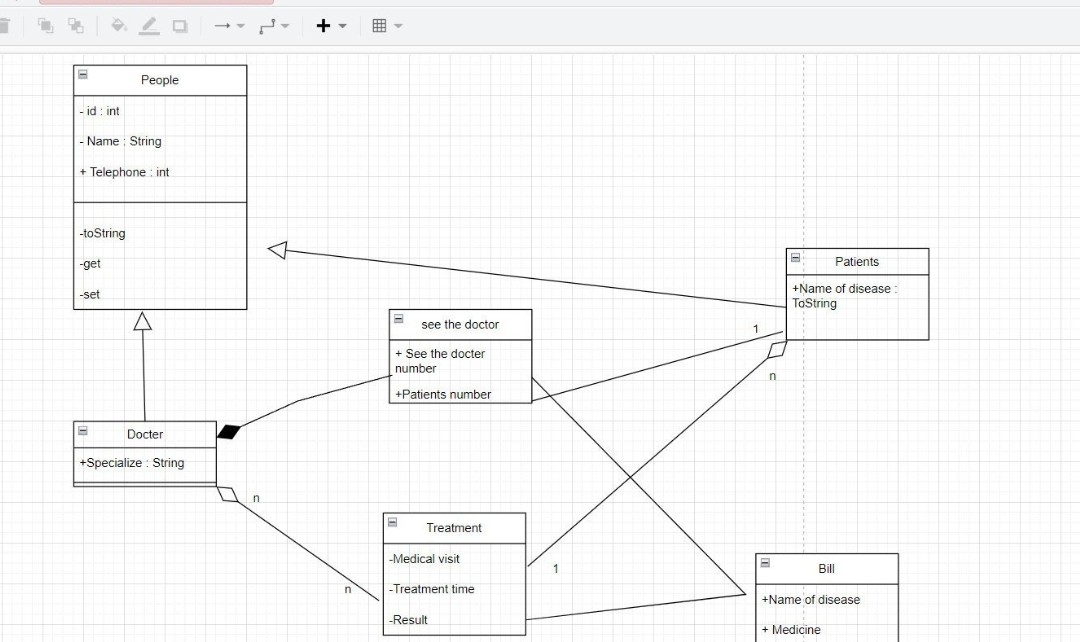 People
- id : int
- Name : String
+ Telephone : int
-toString
-get
-set
Patients
+Name of disease :
ToString
see the doctor
+ See the docter
number
+Patients number
1
n
Docter
+Specialize : String
n
n
Treatment
-Medical visit
-Treatment time
-Result
1
Bill
+Name of disease
+ Medicine